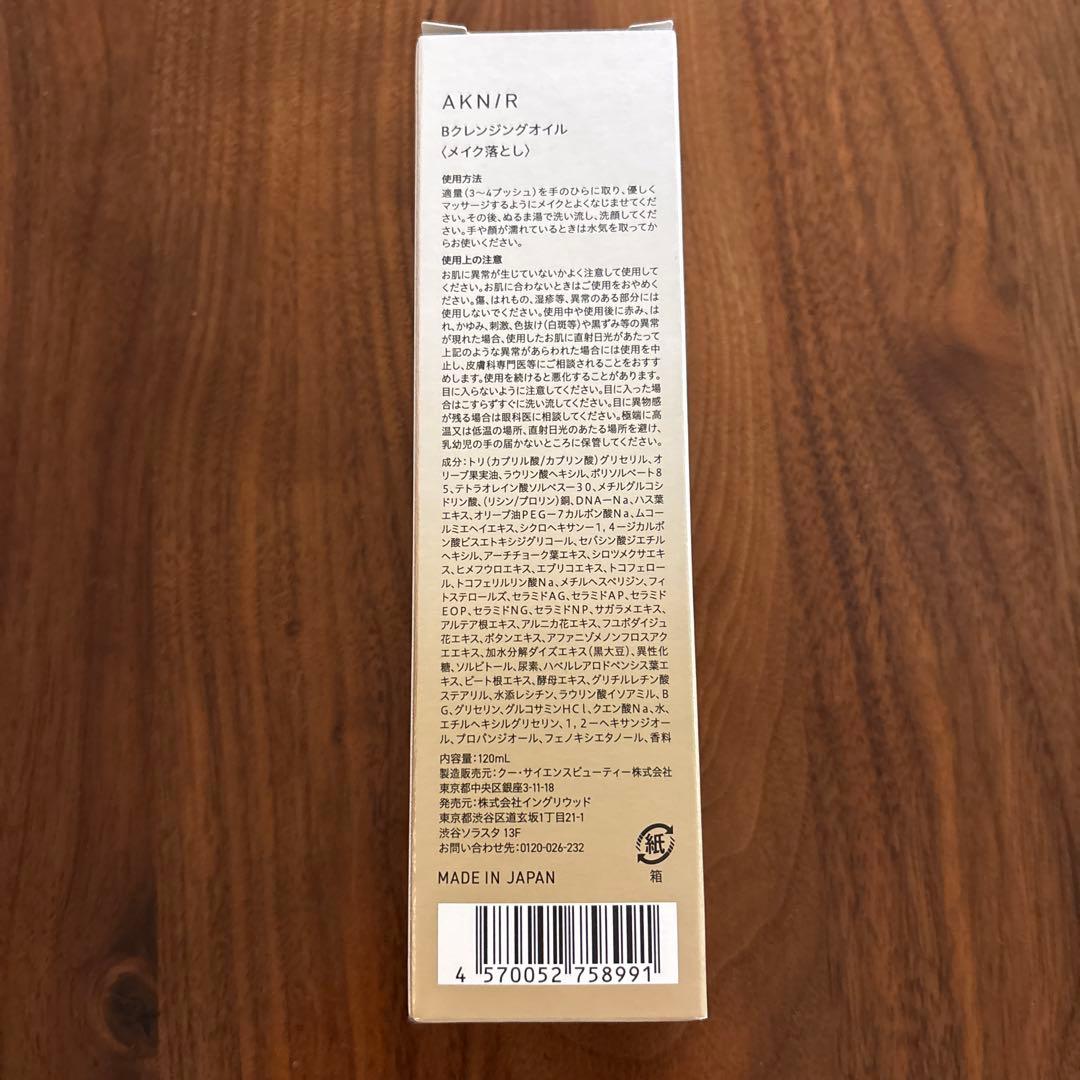 AKN/R
Bクレンジングオイル
〈メイク落とし〉
使用方法
適量(3〜4プッシュ)を手のひらに取り、優しく
マッサージするようにメイクとよくなじませてくだ
さい。その後、ぬるま湯で洗い流し、洗顔してくだ
さい。手や顔が濡れているときは水気を取ってか
らお使いください。
使用上の注意
お肌に異常が生じていないかよく注意して使用して
ください。お肌に合わないときはご使用をおやめく
ださい。傷、はれもの、湿疹等、異常のある部分には
使用しないでください。使用中や使用後に赤み、は
れ、かゆみ、刺激、色抜け(白斑等)や黒ずみ等の異常
が現れた場合、使用したお肌に直射日光があたって
上記のような異常があらわれた場合には使用を中
止し、皮膚科専門医等にご相談されることをおすす
めします。使用を続けると悪化することがあります。
目に入らないように注意してください。目に入った場
合はこすらずすぐに洗い流してください。目に異物感
が残る場合は眼科医に相談してください。極端に高
温又は低温の場所、直射日光のあたる場所を避け、
乳幼児の手の届かないところに保管してください。
成分:トリ(カプリル酸/カプリン酸)グリセリル、オ
リーブ果実油、ラウリン酸ヘキシル、ポリソルベート8
5、テトラオレイン酸ソルベス−30、メチルグルコシ
ドリン酸、(リシン/プロリン)銅、DNA−Na、ハス葉
エキス、オリーブ油PEG−7カルボン酸Na、ムコー
ルミエヘイエキス、シクロヘキサン−1,4−ジカルボ
ン酸ビスエトキシジグリコール、セバシン酸ジエチル
ヘキシル、アーチチョーク葉エキス、シロツメクサエキ
ス、ヒメフウロエキス、エブリコエキス、トコフェロー
ル、トコフェリルリン酸Na、メチルヘスペリジン、フィ
トステロールズ、セラミドAG、セラミドAP、セラミド
EOP、セラミドNG、セラミドNP、サガラメエキス、
アルテア根エキス、アルニカ花エキス、フユボダイジュ
花エキス、ボタンエキス、アファニゾメノンフロスアク
アエキス、加水分解ダイズエキス(黒大豆)、異性化
糖、ソルビトール、尿素、ハベルレアロドペンシス葉エ
キス、ビート根エキス、酵母エキス、グリチルレチン酸
ステアリル、水添レシチン、ラウリン酸イソアミル、B
G、グリセリン、グルコサミンHCl、クエン酸Na、水、
エチルヘキシルグリセリン、1,2−ヘキサンジオー
ル、プロパンジオール、フェノキシエタノール、香料
内容量:120mL
製造販売元:クー・サイエンスビューティー株式会社
東京都中央区銀座3-11-18
発売元:株式会社イングリウッド
東京都渋谷区道玄坂1丁目21-1
渋谷ソラスタ 13F
お問い合わせ先:0120-026-232
紙
箱
MADE IN JAPAN
4 570052 758991